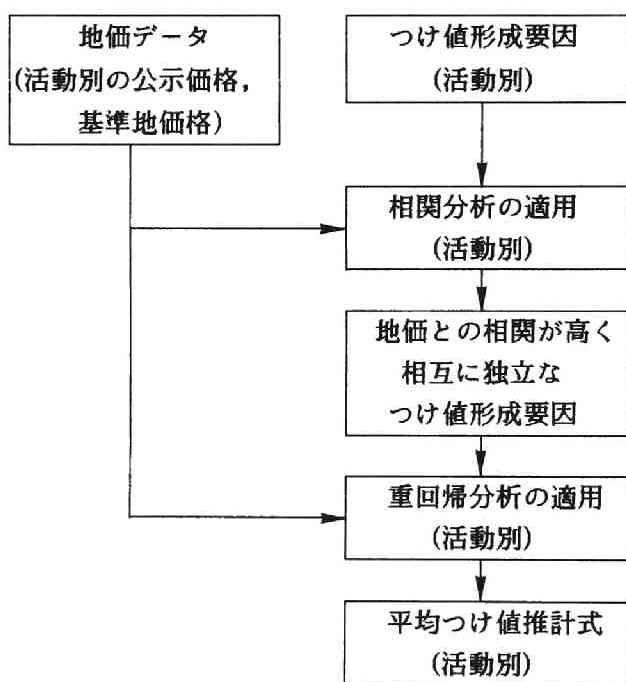 地価データ
(活動別の公示価格,
基準地価格)
つけ値形成要因
(活動別)
相関分析の適用
(活動別)
地価との相関が高く
相互に独立な
つけ値形成要因
重回帰分析の適用
(活動別)
平均つけ値推計式
(活動別)